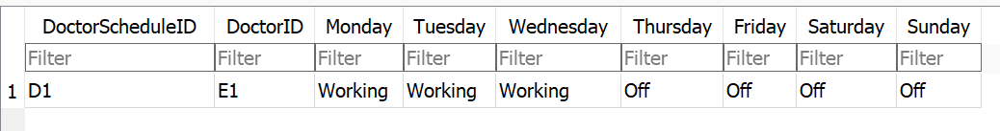 DoctorScheduleID DoctorID Monday Tuesday Wednesday Thursday Friday Saturday Sunday
Filter Filter Filter Filter Filter Filter Filter Filter Filter
1 D1 E1 Working Working Working Off Off Off Off